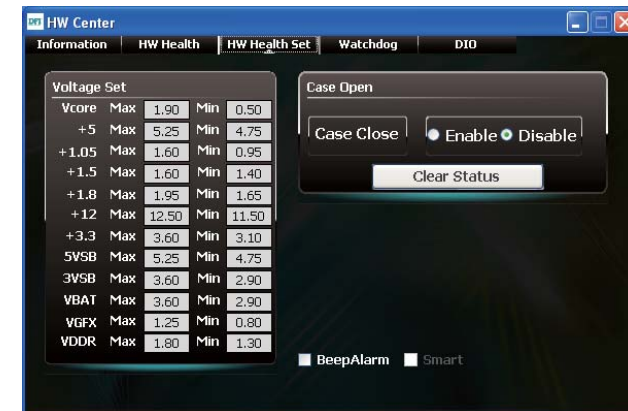 DFI HW Center
Information HW Health HW Health Set Watchdog DIO
Voltage Set
Vcore Max 1.90 Min 0.50
+5 Max 5.25 Min 4.75
+1.05 Max 1.60 Min 0.95
+1.5 Max 1.60 Min 1.40
+1.8 Max 1.95 Min 1.65
+12 Max 12.50 Min 11.50
+3.3 Max 3.60 Min 3.10
5VSB Max 5.25 Min 4.75
3VSB Max 3.60 Min 2.90
VBAT Max 3.60 Min 2.90
VGFX Max 1.25 Min 0.80
VDDR Max 1.80 Min 1.30
Case Open
Case Close Enable Disable
Clear Status
BeepAlarm Smart